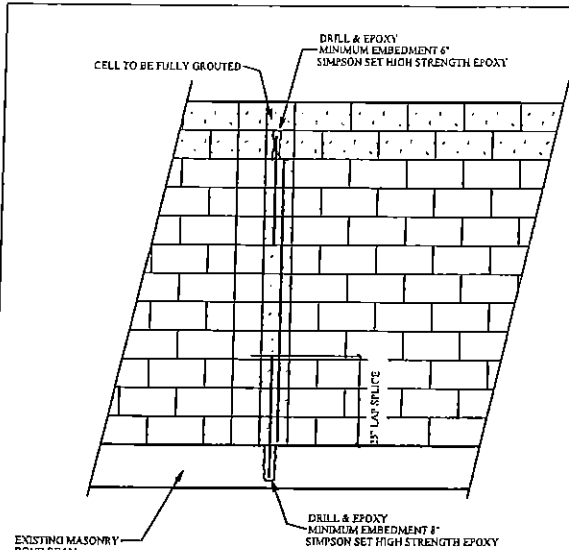 DRILL & EPOXY
MINIMUM EMBEDMENT 6"
SIMPSON SET HIGH STRENGTH EPOXY
CELL TO BE FULLY GROUTED
LAP SPLICE
DRILL & EPOXY
MINIMUM EMBEDMENT 8"
SIMPSON SET HIGH STRENGTH EPOXY
EXISTING MASONRY